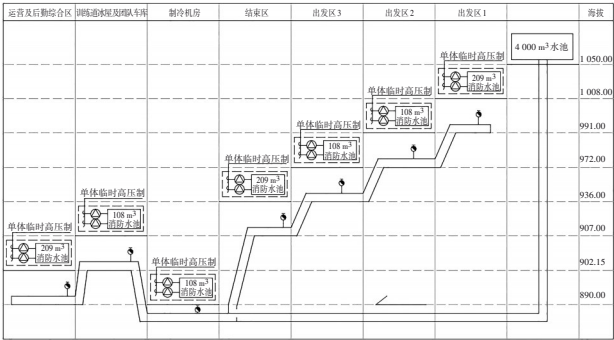 运营及后勤综合区 训练道冰屋及团队车库 制冷机房 结束区 出发区3 出发区2 出发区1 海拔
4 000 m³水池
1 050.00
单体临时高压制
209 m³
消防水池
1 008.00
单体临时高压制
108 m³
消防水池
991.00
单体临时高压制
108 m³
消防水池
972.00
单体临时高压制
209 m³
消防水池
936.00
单体临时高压制
108 m³
消防水池
907.00
单体临时高压制
209 m³
消防水池
902.15
单体临时高压制
108 m³
消防水池
890.00